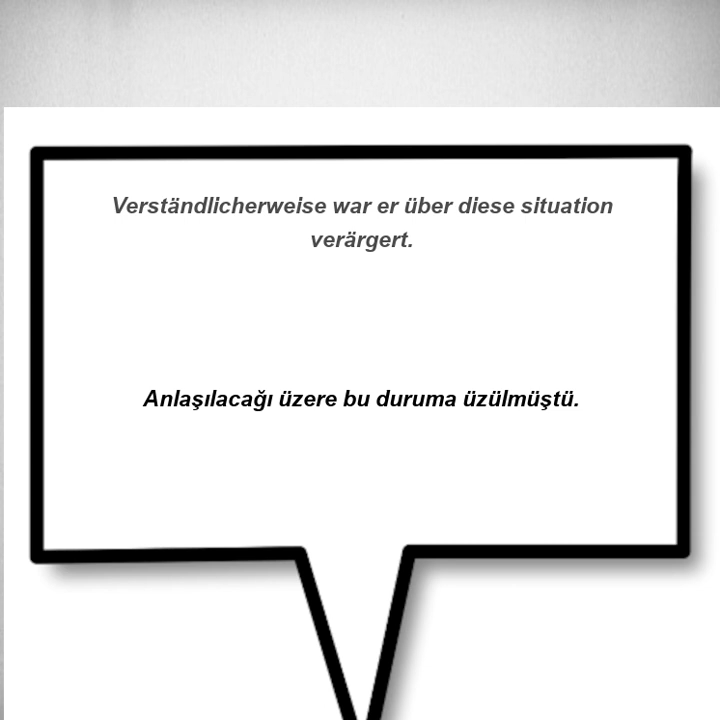 Verständlicherweise war er über diese situation
verärgert.
Anlaşılacağı üzere bu duruma üzülmüştü.